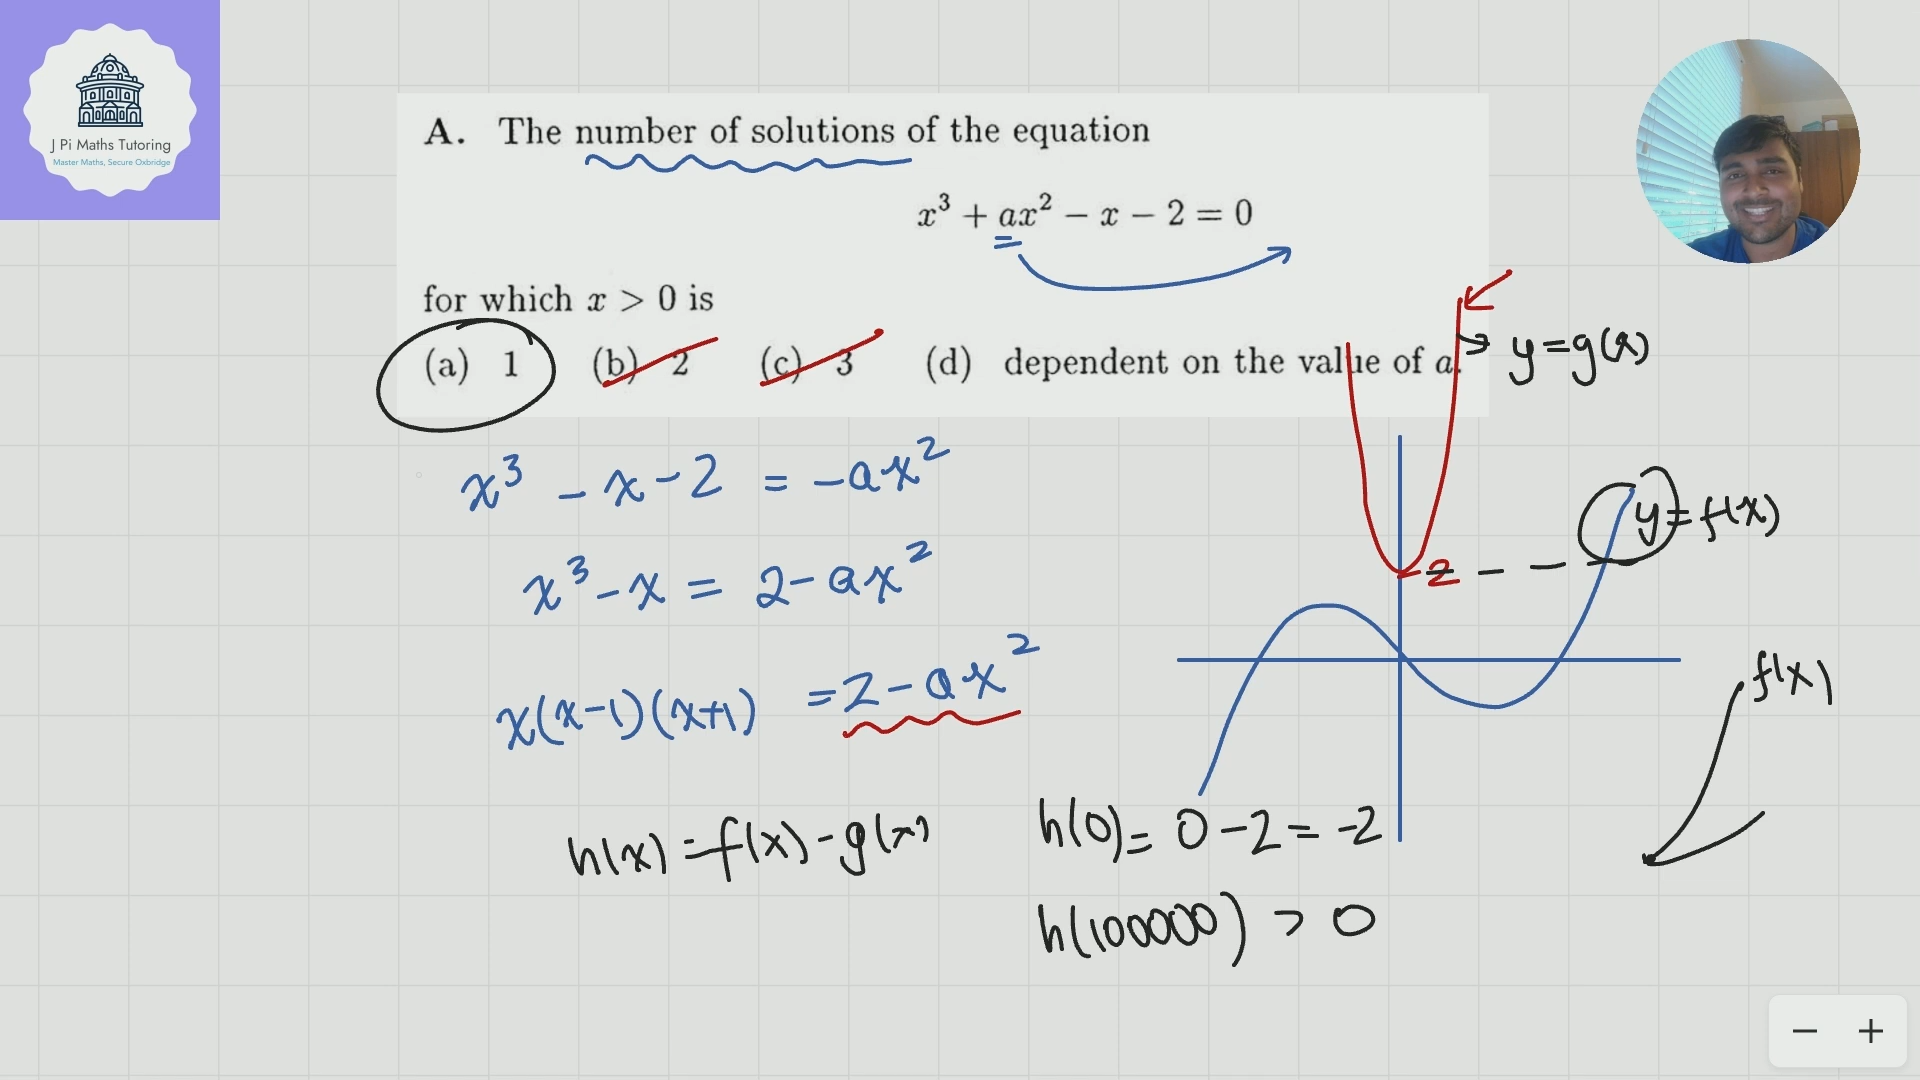 J Pi Maths Tutoring
Master Maths, Secure Oxbridge
A. The number of solutions of the equation
x³ + ax² − x − 2 = 0
for which x > 0 is
(a) 1 (b) 2 (c) 3 (d) dependent on the value of a.
y=g(x)
x³ − x − 2 = −ax²
y=f(x)
2
x³ − x = 2 − ax²
x(x−1)(x+1) = 2 − ax²
f(x)
h(x) = f(x) − g(x)
h(0) = 0 − 2 = −2
h(100000) > 0